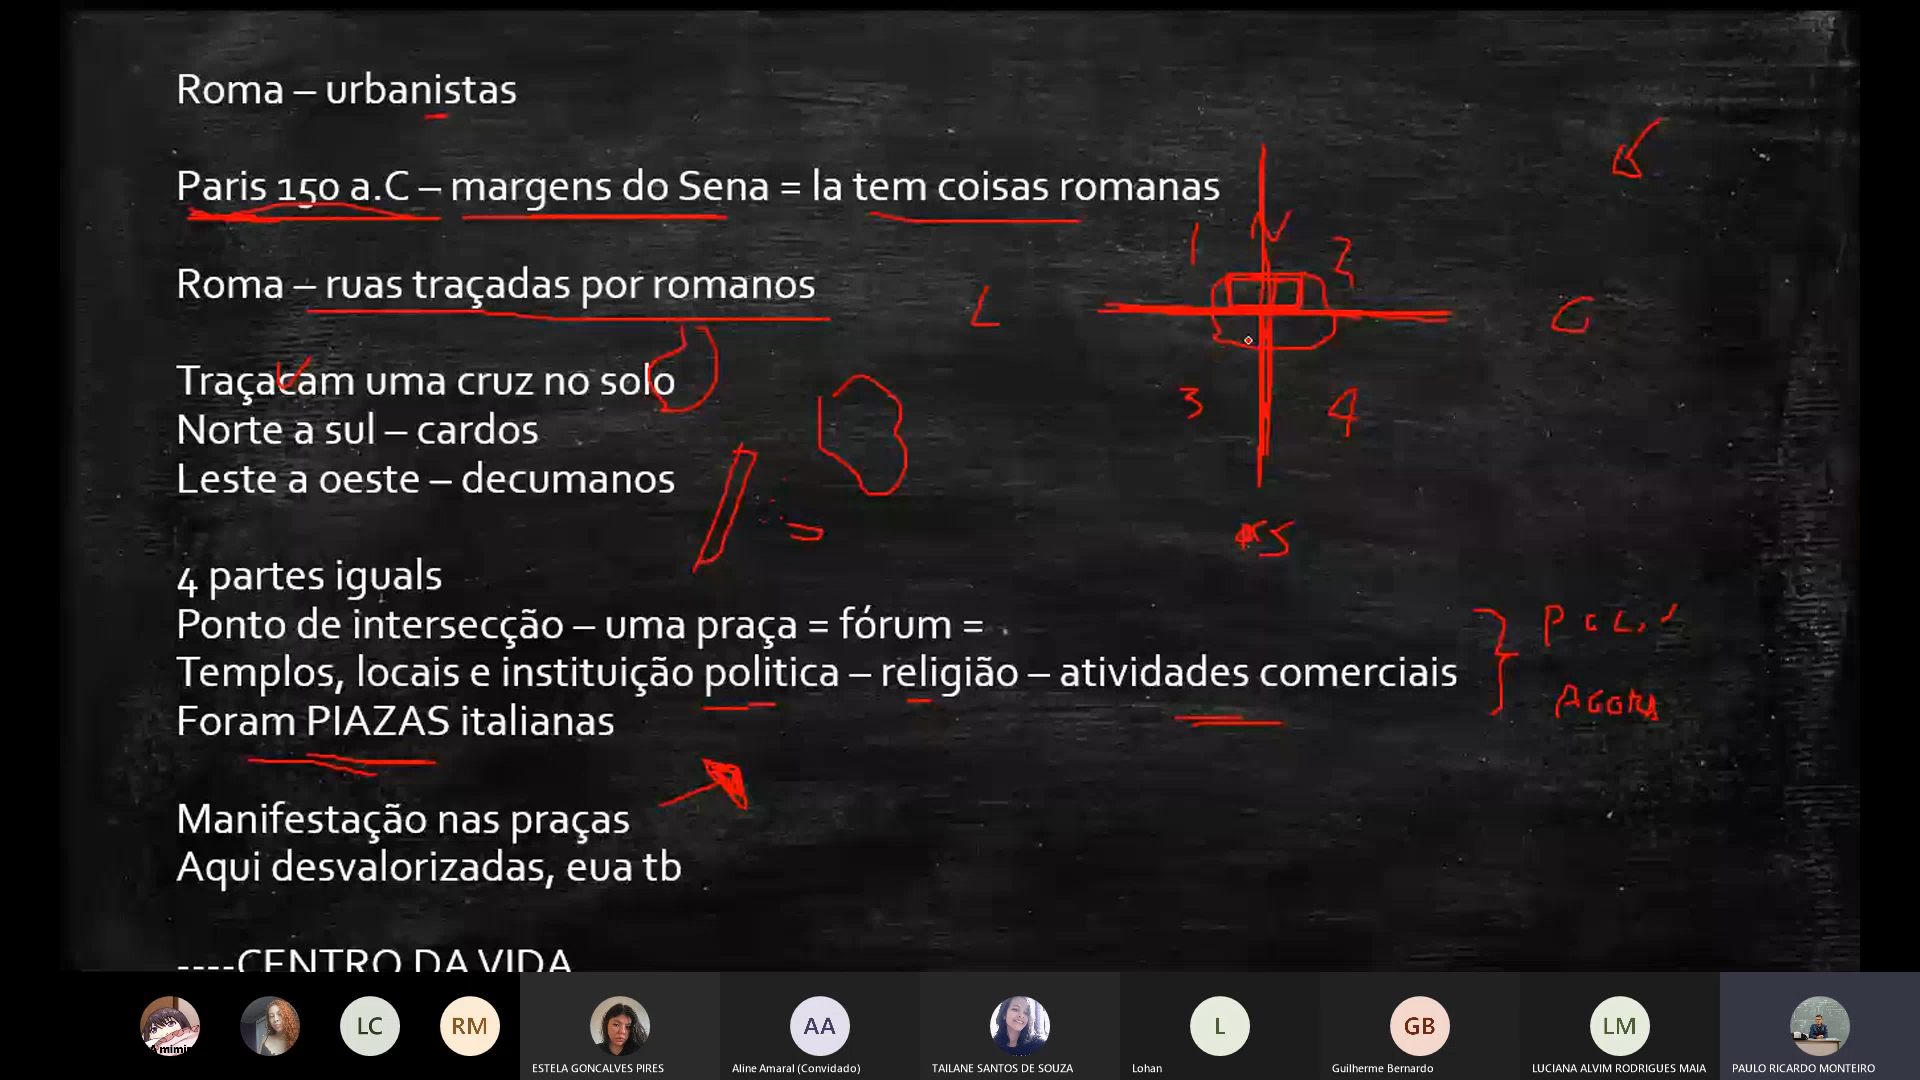 Roma – urbanistas
Paris 150 a.C – margens do Sena = la tem coisas romanas
Roma – ruas traçadas por romanos
Traçacam uma cruz no solo
Norte a sul – cardos
Leste a oeste – decumanos
4 partes iguals
Ponto de intersecção – uma praça = fórum =
Templos, locais e instituição politica – religião – atividades comerciais
Foram PIAZAS italianas
Manifestação nas praças
Aqui desvalorizadas, eua tb
----CENTRO DA VIDA
N
1 2
L O
3 4
S
LC
RM
AA
L
GB
LM
ESTELA GONCALVES PIRES
Aline Amaral (Convidado)
TAILANE SANTOS DE SOUZA
Lohan
Guilherme Bernardo
LUCIANA ALVIM RODRIGUES MAIA
PAULO RICARDO MONTEIRO